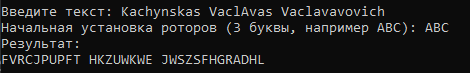 Введите текст: Kachynskas VaclAvas Vaclavavovich
Начальная установка роторов (3 буквы, например ABC): ABC
Результат:
FVRCJPUPFT HKZUWKWE JWSZSFHGRADHL